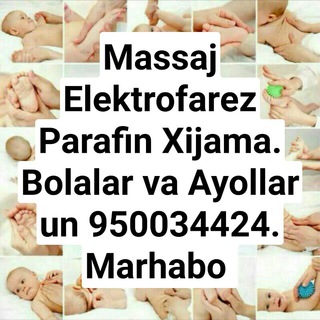 Massaj
Elektrofarez
Parafin Xijama.
Bolalar va Ayollar
un 950034424.
Marhabo